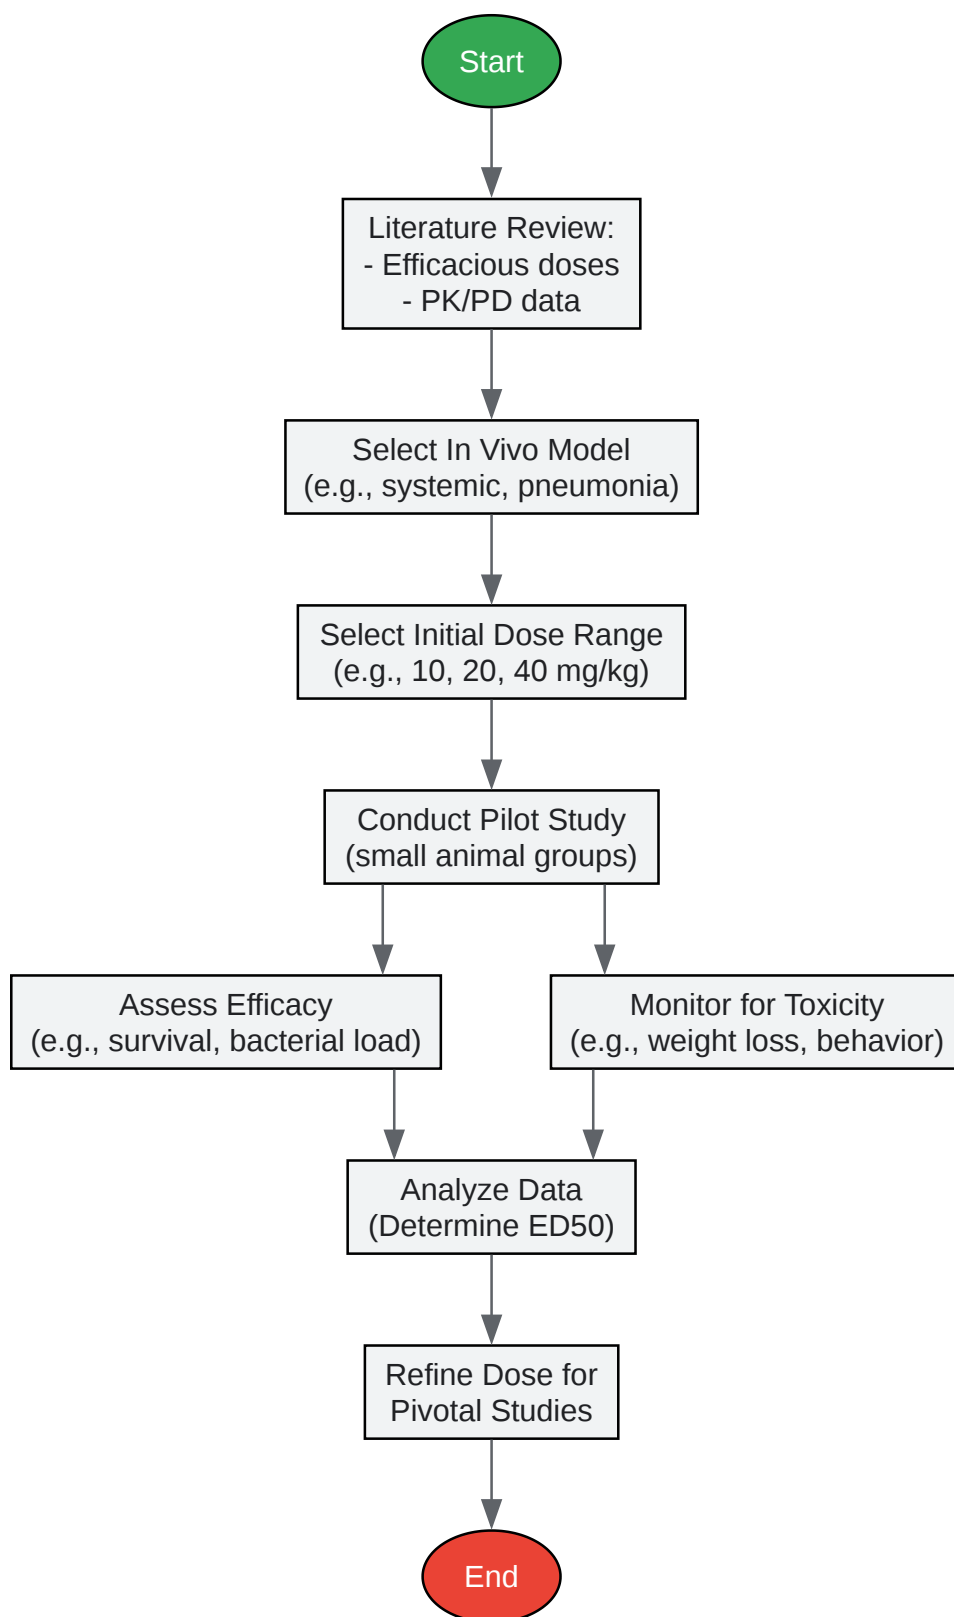 Start
Literature Review:
- Efficacious doses
- PK/PD data
Select In Vivo Model
(e.g., systemic, pneumonia)
Select Initial Dose Range
(e.g., 10, 20, 40 mg/kg)
Conduct Pilot Study
(small animal groups)
Assess Efficacy
(e.g., survival, bacterial load)
Monitor for Toxicity
(e.g., weight loss, behavior)
Analyze Data
(Determine ED50)
Refine Dose for
Pivotal Studies
End